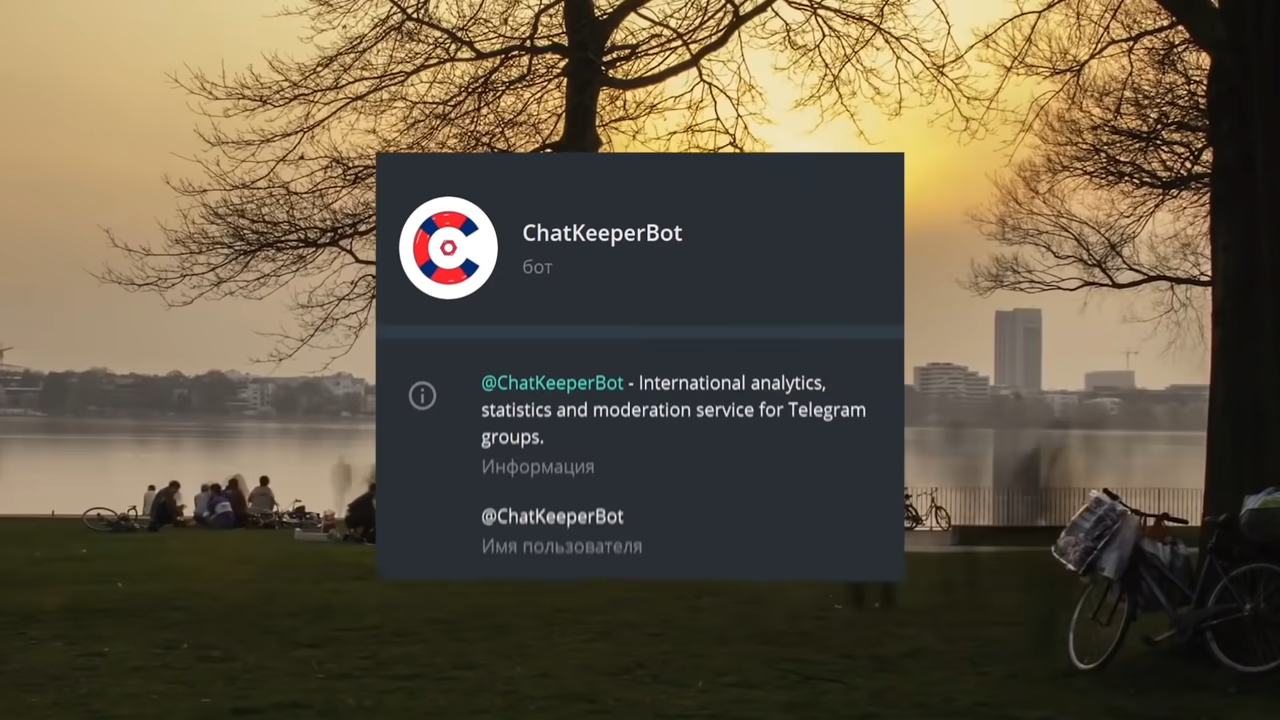 ChatKeeperBot
бот
@ChatKeeperBot - International analytics,
statistics and moderation service for Telegram
groups.
Информация
@ChatKeeperBot
Имя пользователя